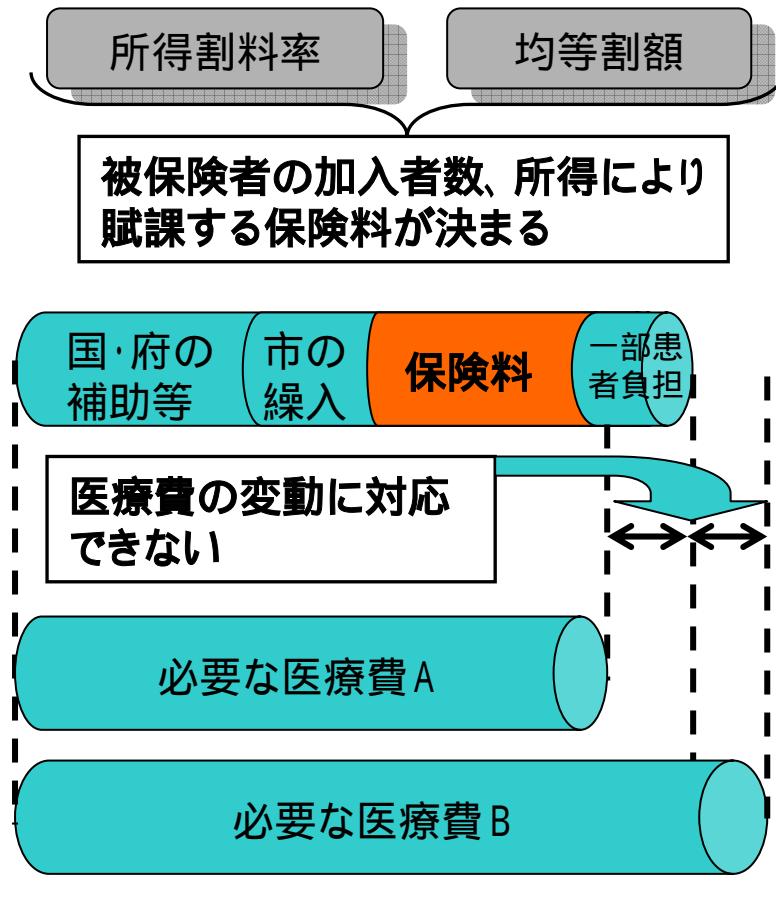 所得割料率
均等割額
被保険者の加入者数、所得により
賦課する保険料が決まる
国・府の
補助等
市の
繰入
保険料
一部患
者負担
医療費の変動に対応
できない
必要な医療費A
必要な医療費B